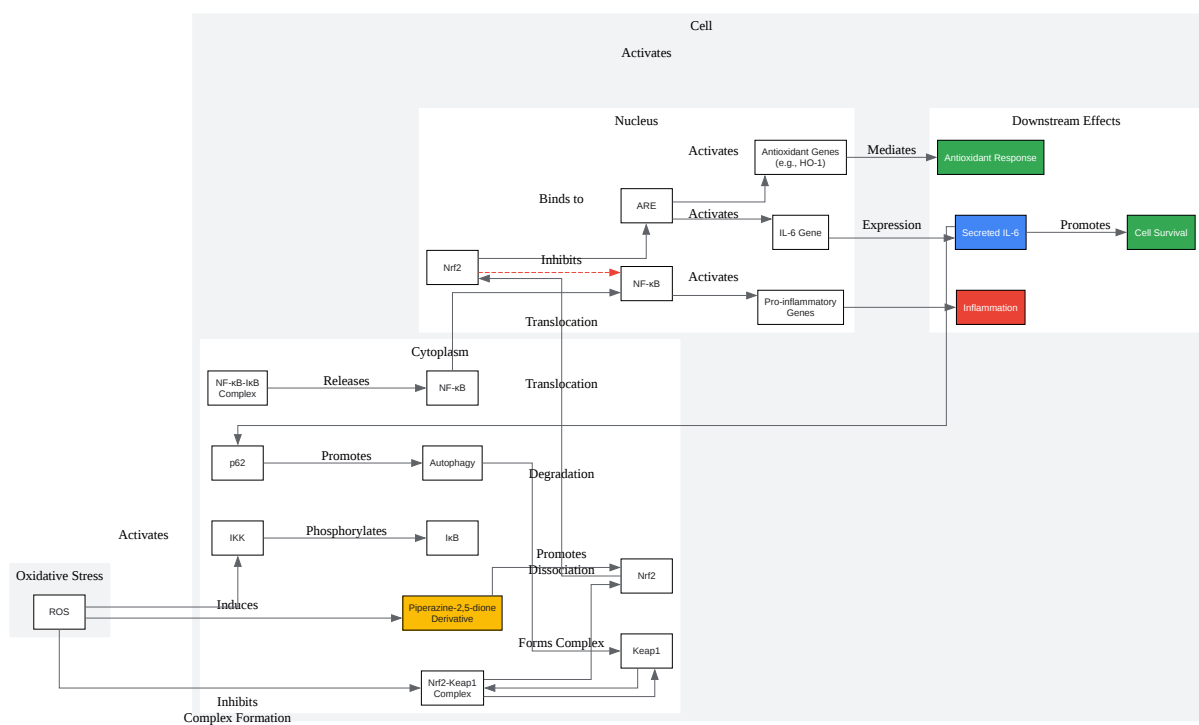 Cell
Activates
Nucleus
Downstream Effects
Activates
Antioxidant Genes
(e.g., HO-1)
Mediates
Antioxidant Response
Binds to
ARE
Activates
IL-6 Gene
Expression
Secreted IL-6
Promotes
Cell Survival
Nrf2
Inhibits
NF-κB
Activates
Pro-inflammatory
Genes
Inflammation
Translocation
Cytoplasm
NF-κB-IκB
Complex
Releases
NF-κB
Translocation
p62
Promotes
Autophagy
Degradation
Activates
IKK
Phosphorylates
IκB
Promotes
Dissociation
Nrf2
Oxidative Stress
ROS
Induces
Piperazine-2,5-dione
Derivative
Forms Complex
Keap1
Nrf2-Keap1
Complex
Inhibits
Complex Formation